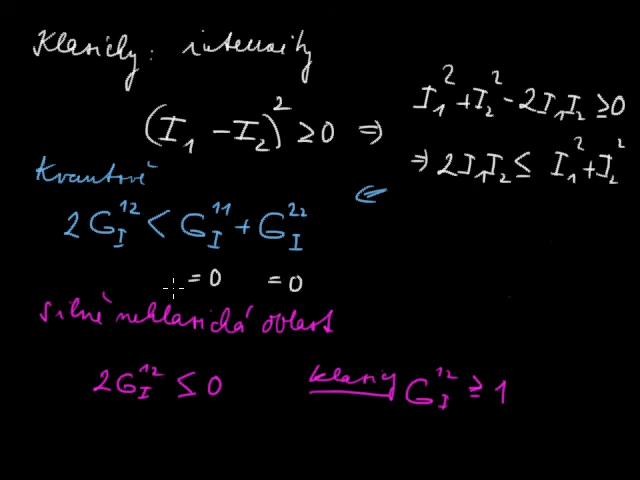 Klasicky: intensity
(I₁ - I₂)² ≥ 0 ⇒
I₁² + I₂² - 2I₁I₂ ≥ 0
⇒ 2I₁I₂ ≤ I₁² + I₂²
Kvantově
2G_I^12 < G_I^11 + G_I^22
= 0 = 0
silně neklasická oblast
2G_I^12 ≤ 0
klasicky G_I^12 ≥ 1